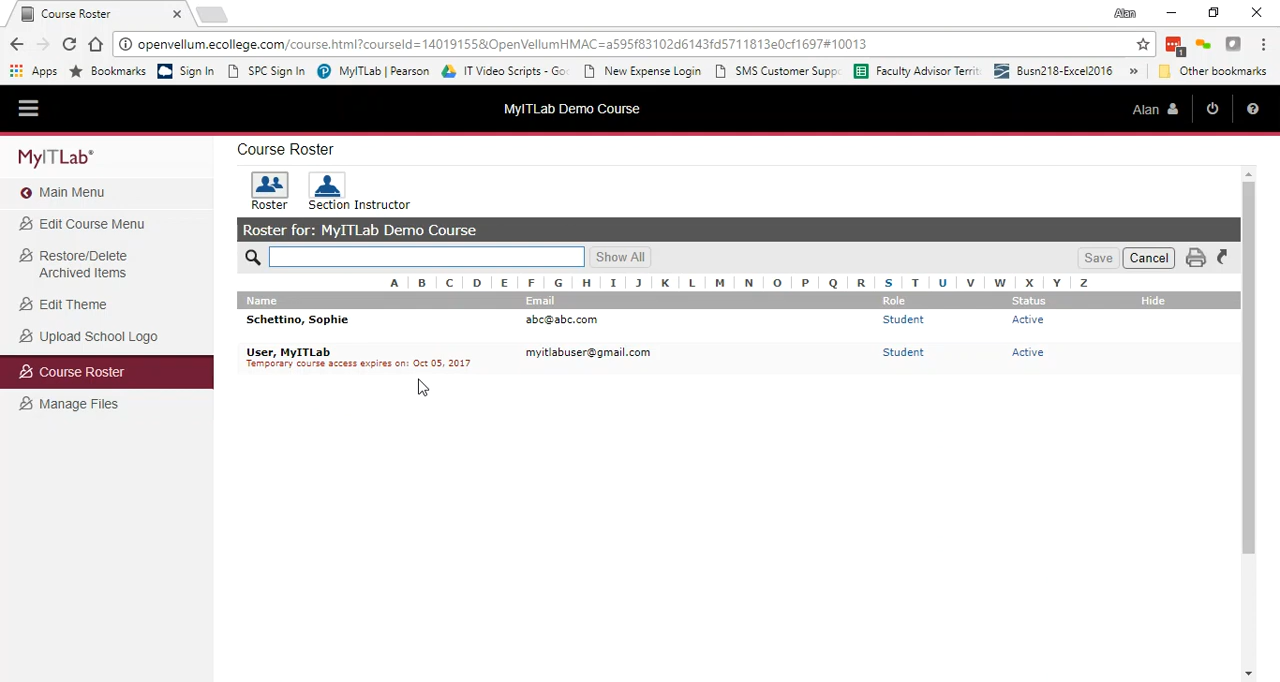 Course Roster
Alan
openvellum.ecollege.com/course.html?courseId=14019155&OpenVellumHMAC=a595f83102d6143fd5711813e0cf1697#10013
1
Apps Bookmarks Sign In SPC Sign In MyITLab | Pearson IT Video Scripts - Goo New Expense Login SMS Customer Suppo Faculty Advisor Territ Busn218-Excel2016 » Other bookmarks
MyITLab Demo Course
Alan
MyITLab®
Main Menu
Edit Course Menu
Restore/Delete
Archived Items
Edit Theme
Upload School Logo
Course Roster
Manage Files
Course Roster
Roster Section Instructor
Roster for: MyITLab Demo Course
Show All Save Cancel
A | B | C | D | E | F | G | H | I | J | K | L | M | N | O | P | Q | R | S | T | U | V | W | X | Y | Z
Name Email Role Status Hide
Schettino, Sophie abc@abc.com Student Active
User, MyITLab myitlabuser@gmail.com Student Active
Temporary course access expires on: Oct 05, 2017